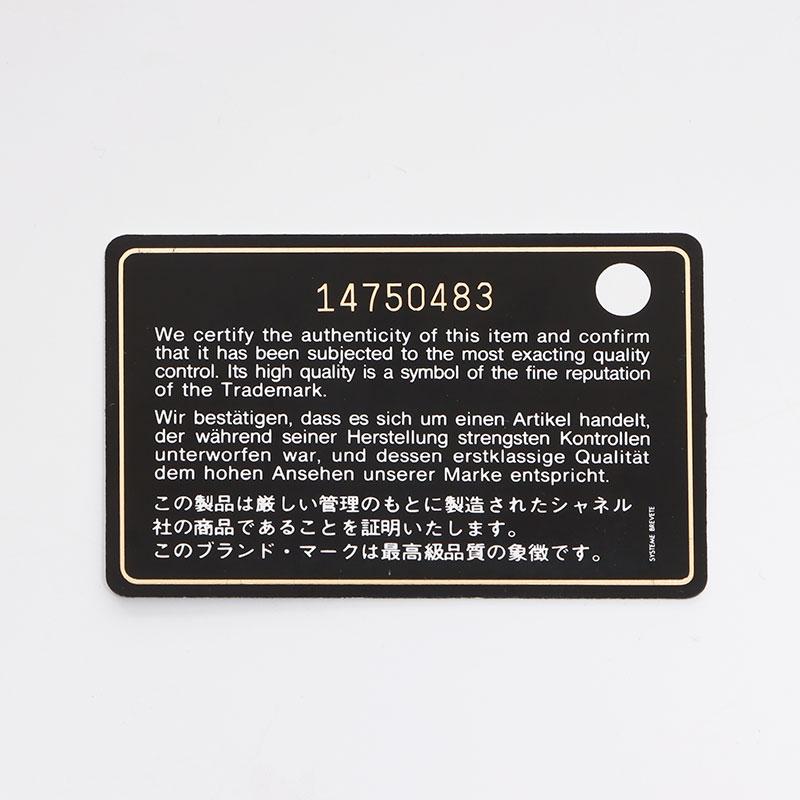 14750483
We certify the authenticity of this item and confirm
that it has been subjected to the most exacting quality
control. Its high quality is a symbol of the fine reputation
of the Trademark.
Wir bestätigen, dass es sich um einen Artikel handelt,
der während seiner Herstellung strengsten Kontrollen
unterworfen war, und dessen erstklassige Qualität
dem hohen Ansehen unserer Marke entspricht.
この製品は厳しい管理のもとに製造されたシャネル
社の商品であることを証明いたします。
このブランド・マークは最高級品質の象徴です。
SYSTEME BREVETE